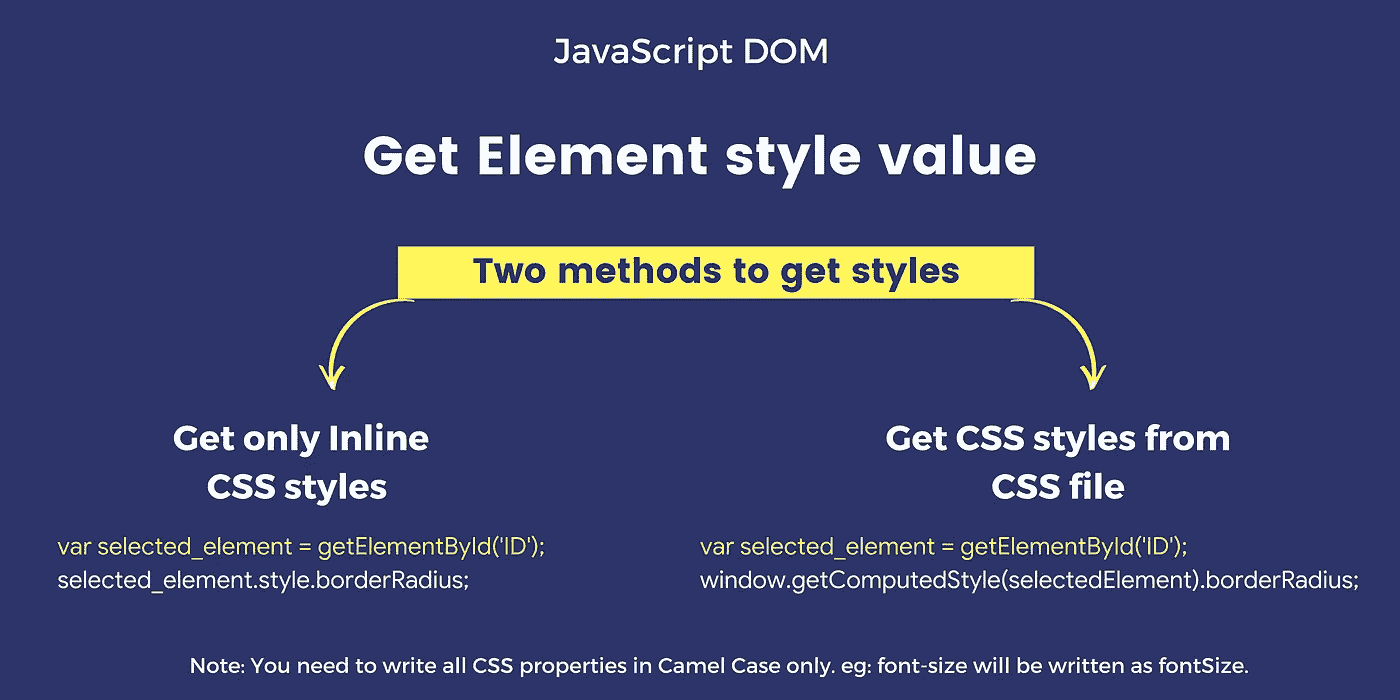 JavaScript DOM
Get Element style value
Two methods to get styles
Get only Inline
CSS styles
var selected_element = getElementById('ID');
selected_element.style.borderRadius;
Get CSS styles from
CSS file
var selected_element = getElementById('ID');
window.getComputedStyle(selectedElement).borderRadius;
Note: You need to write all CSS properties in Camel Case only. eg: font-size will be written as fontSize.